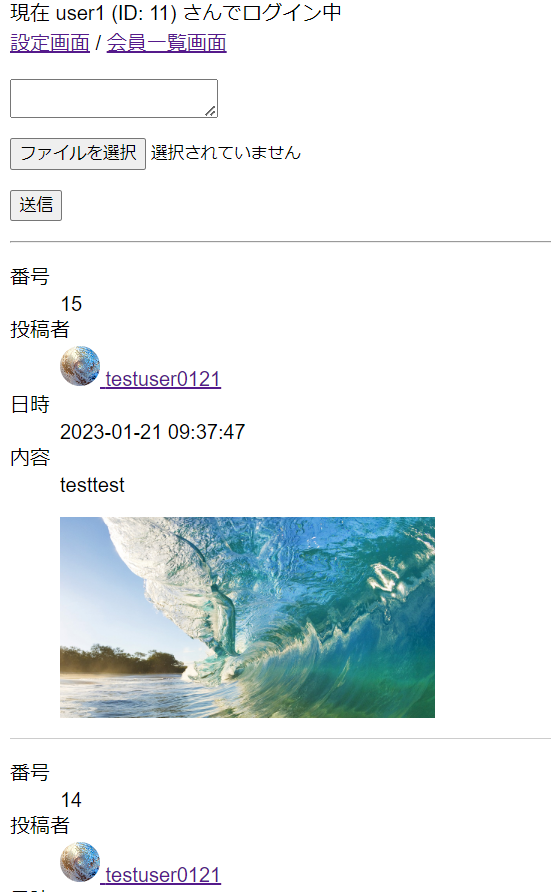 現在 user1 (ID: 11) さんでログイン中
設定画面 / 会員一覧画面
ファイルを選択 選択されていません
送信
番号
15
投稿者
testuser0121
日時
2023-01-21 09:37:47
内容
testtest
番号
14
投稿者
testuser0121